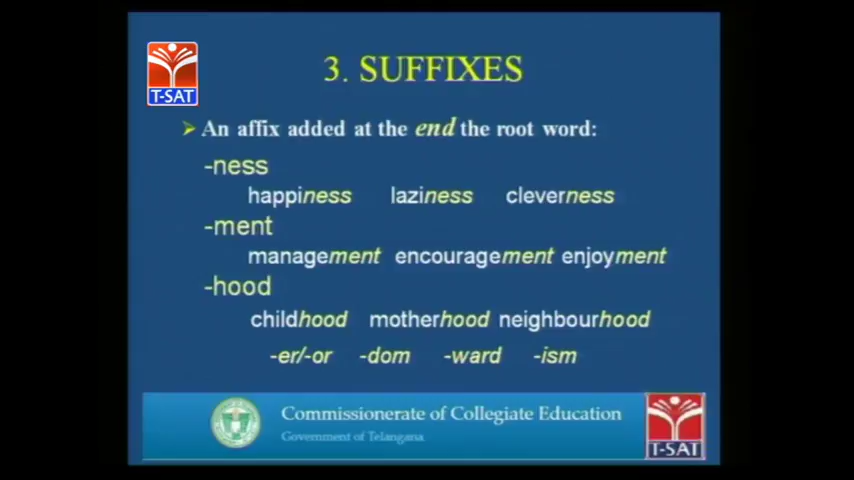 T-SAT
3. SUFFIXES
➢ An affix added at the end the root word:
-ness
happiness laziness cleverness
-ment
management encouragement enjoyment
-hood
childhood motherhood neighbourhood
-er/-or -dom -ward -ism
Commissionerate of Collegiate Education
Government of Telangana
T-SAT